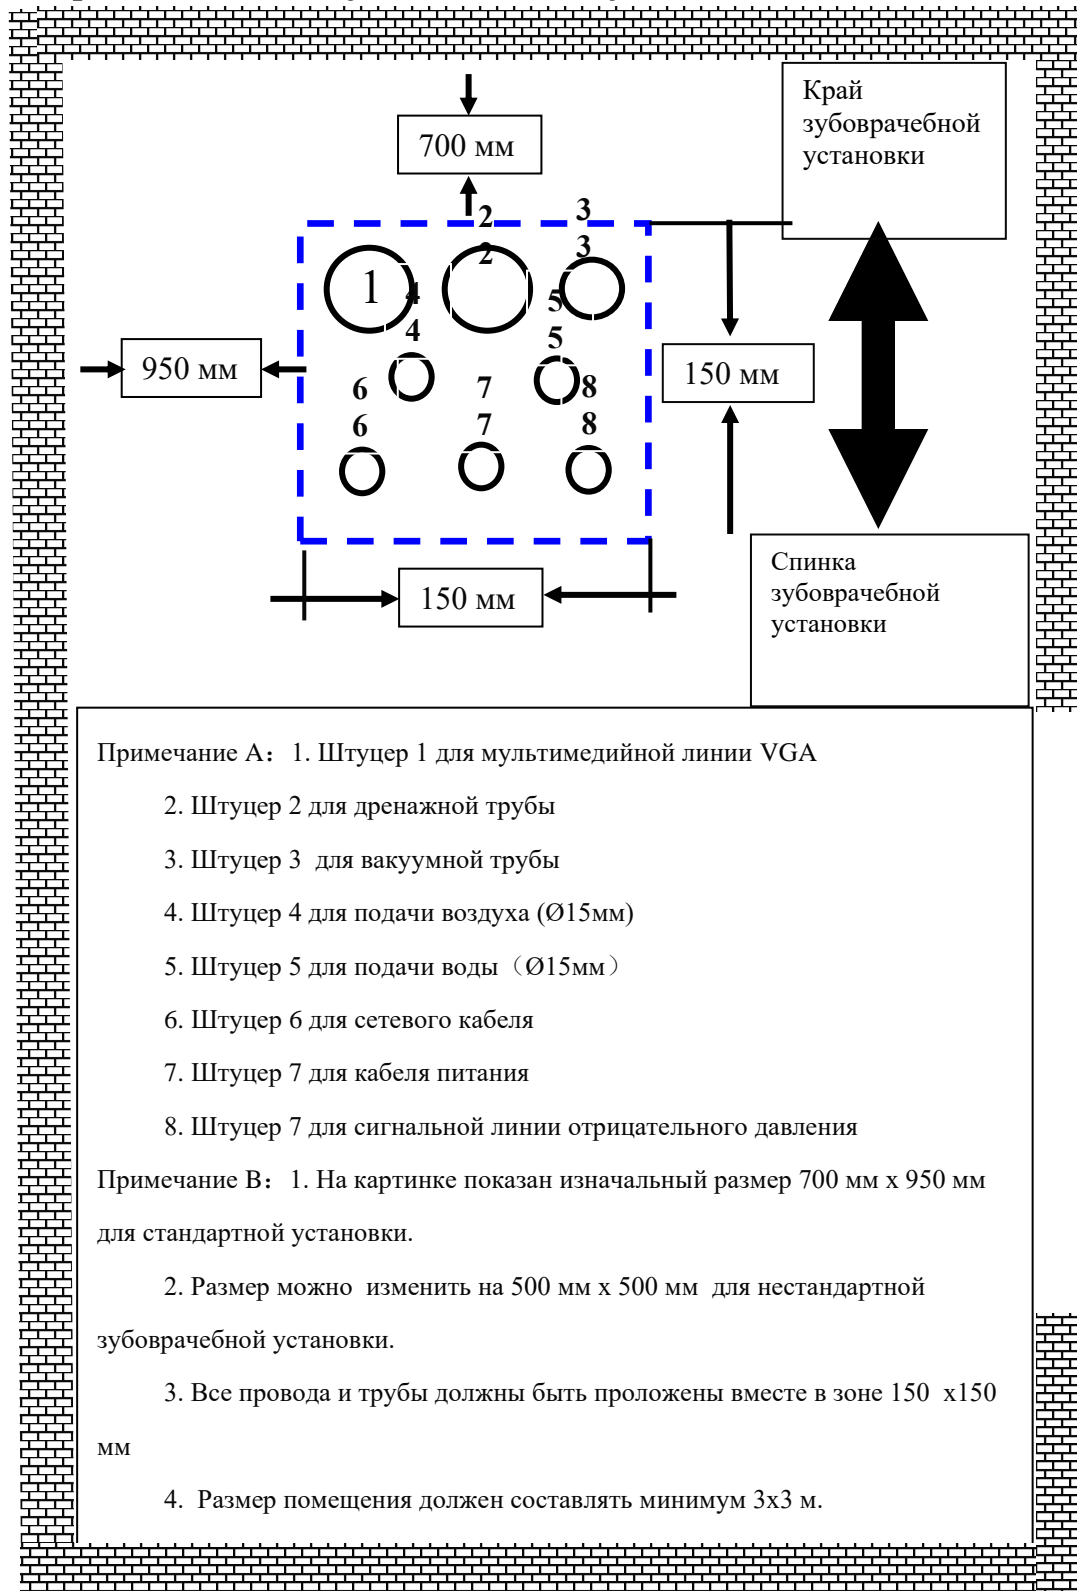 Край
зубоврачебной
установки
700 мм
2
2
3
3
1
4
4
5
5
950 мм
150 мм
6
6
7
7
8
8
150 мм
Спинка
зубоврачебной
установки
Примечание A：1. Штуцер 1 для мультимедийной линии VGA
2. Штуцер 2 для дренажной трубы
3. Штуцер 3 для вакуумной трубы
4. Штуцер 4 для подачи воздуха (Ø15мм)
5. Штуцер 5 для подачи воды（Ø15мм）
6. Штуцер 6 для сетевого кабеля
7. Штуцер 7 для кабеля питания
8. Штуцер 7 для сигнальной линии отрицательного давления
Примечание B：1. На картинке показан изначальный размер 700 мм x 950 мм
для стандартной установки.
2. Размер можно изменить на 500 мм x 500 мм для нестандартной
зубоврачебной установки.
3. Все провода и трубы должны быть проложены вместе в зоне 150 x150
мм
4. Размер помещения должен составлять минимум 3x3 м.